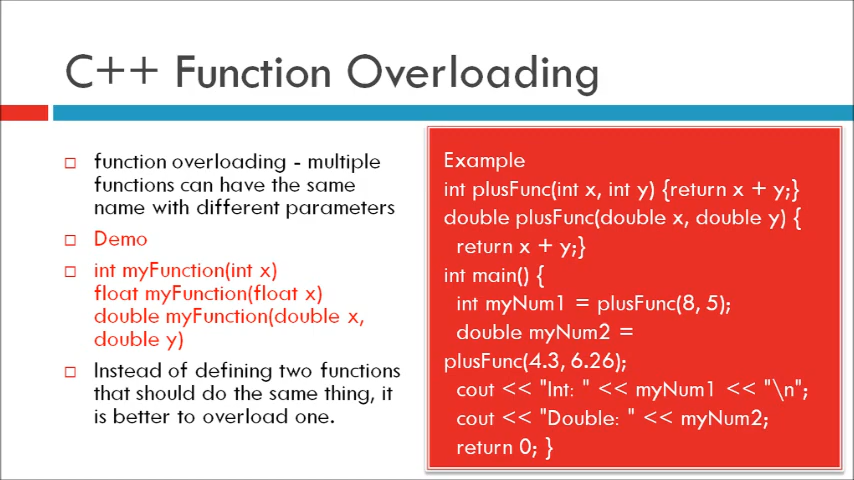 C++ Function Overloading
function overloading - multiple
functions can have the same
name with different parameters
Demo
int myFunction(int x)
float myFunction(float x)
double myFunction(double x,
double y)
Instead of defining two functions
that should do the same thing, it
is better to overload one.
Example
int plusFunc(int x, int y) {return x + y;}
double plusFunc(double x, double y) {
return x + y;}
int main() {
int myNum1 = plusFunc(8, 5);
double myNum2 =
plusFunc(4.3, 6.26);
cout << "Int: " << myNum1 << "\n";
cout << "Double: " << myNum2;
return 0; }